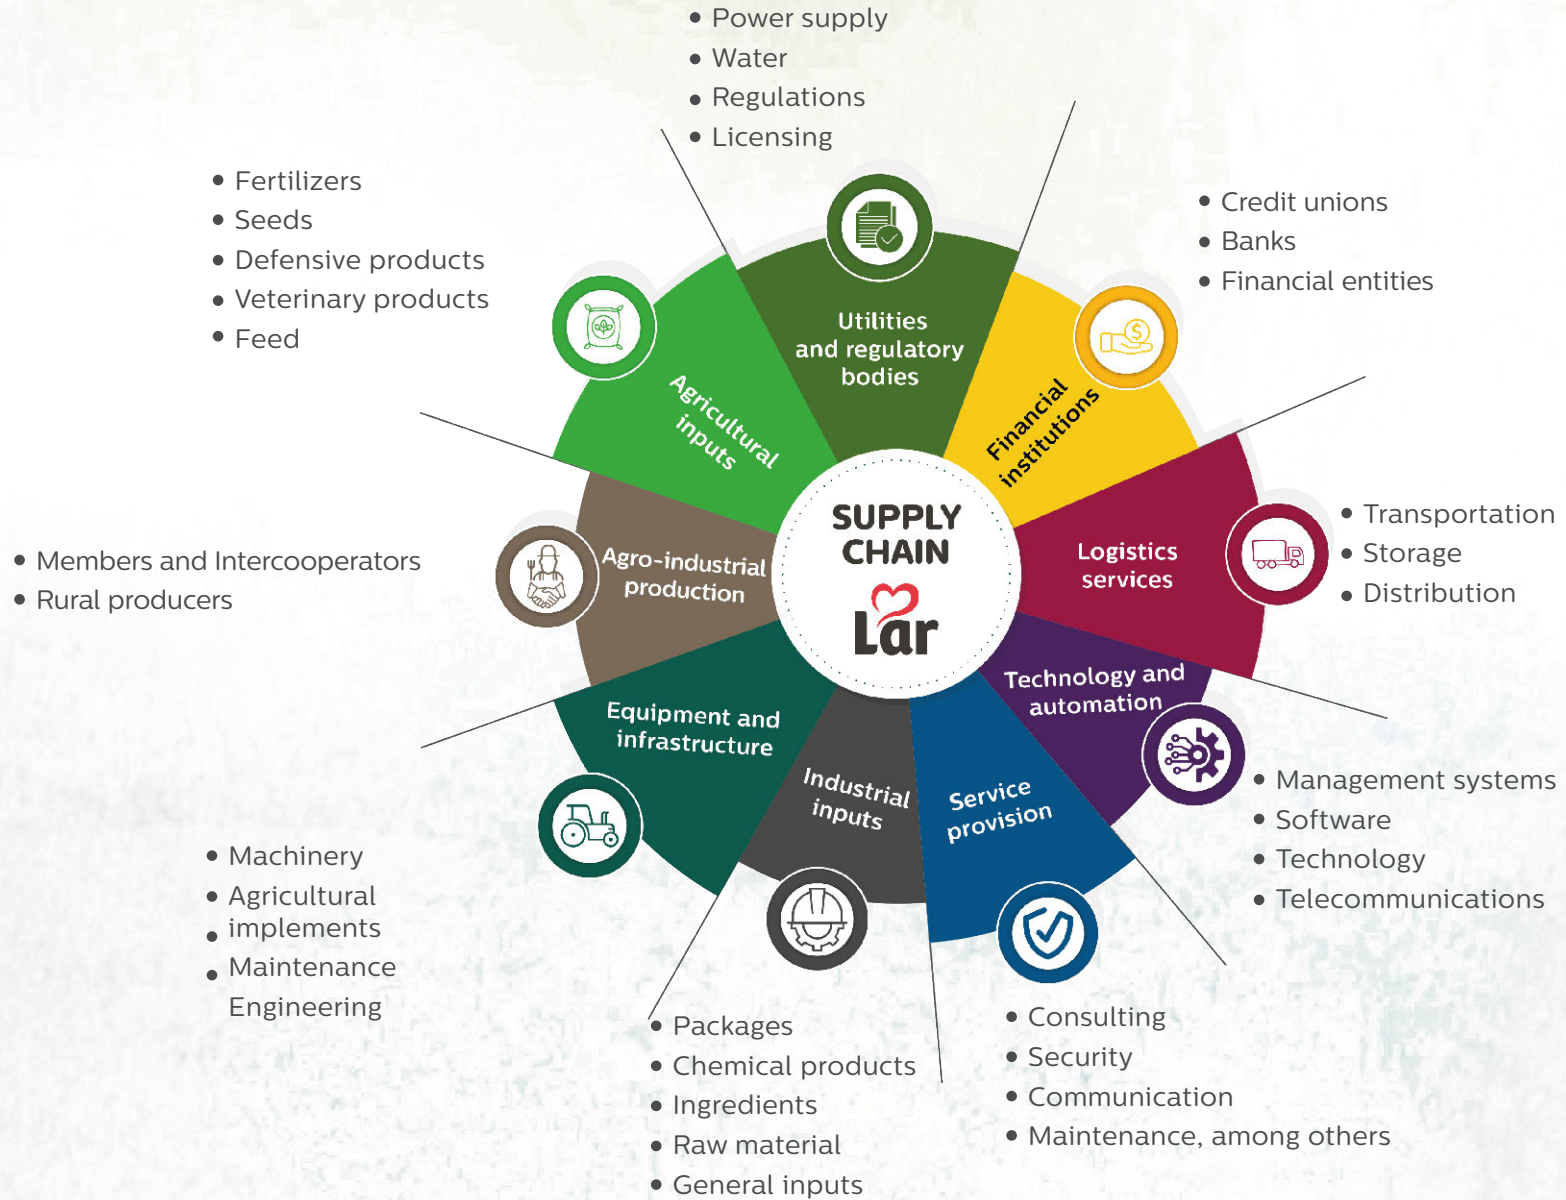 • Power supply
• Water
• Regulations
• Licensing
• Fertilizers
• Seeds
• Defensive products
• Veterinary products
• Feed
• Credit unions
• Banks
• Financial entities
Utilities
and regulatory
bodies
Agricultural
inputs
Financial
institutions
• Members and Intercooperators
• Rural producers
Agro-industrial
production
SUPPLY
CHAIN
Lar
Logistics
services
• Transportation
• Storage
• Distribution
Equipment and
infrastructure
Industrial
inputs
Service
provision
Technology and
automation
• Management systems
• Software
• Technology
• Telecommunications
• Machinery
• Agricultural
• implements
• Maintenance
Engineering
• Packages
• Chemical products
• Ingredients
• Raw material
• General inputs
• Consulting
• Security
• Communication
• Maintenance, among others